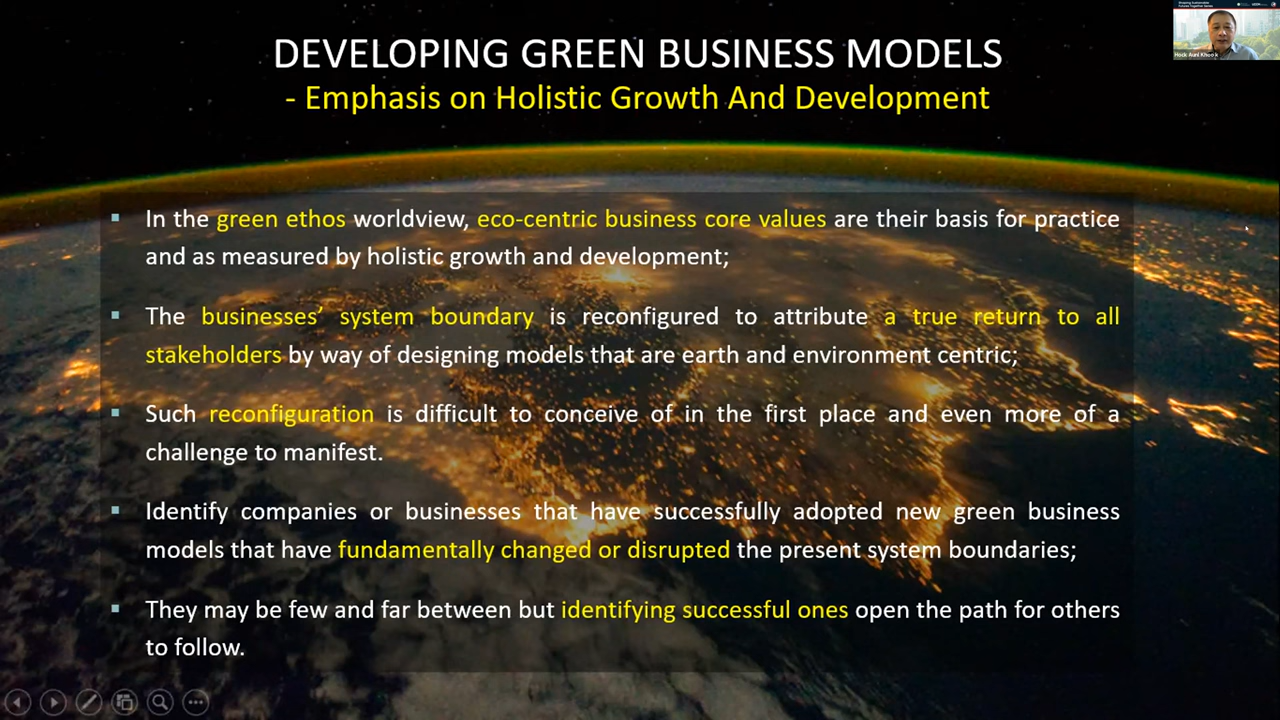 DEVELOPING GREEN BUSINESS MODELS
- Emphasis on Holistic Growth And Development
▪ In the green ethos worldview, eco-centric business core values are their basis for practice
and as measured by holistic growth and development;
▪ The businesses’ system boundary is reconfigured to attribute a true return to all
stakeholders by way of designing models that are earth and environment centric;
▪ Such reconfiguration is difficult to conceive of in the first place and even more of a
challenge to manifest.
▪ Identify companies or businesses that have successfully adopted new green business
models that have fundamentally changed or disrupted the present system boundaries;
▪ They may be few and far between but identifying successful ones open the path for others
to follow.